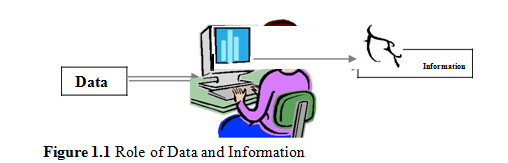 Data
Information
Figure 1.1 Role of Data and Information